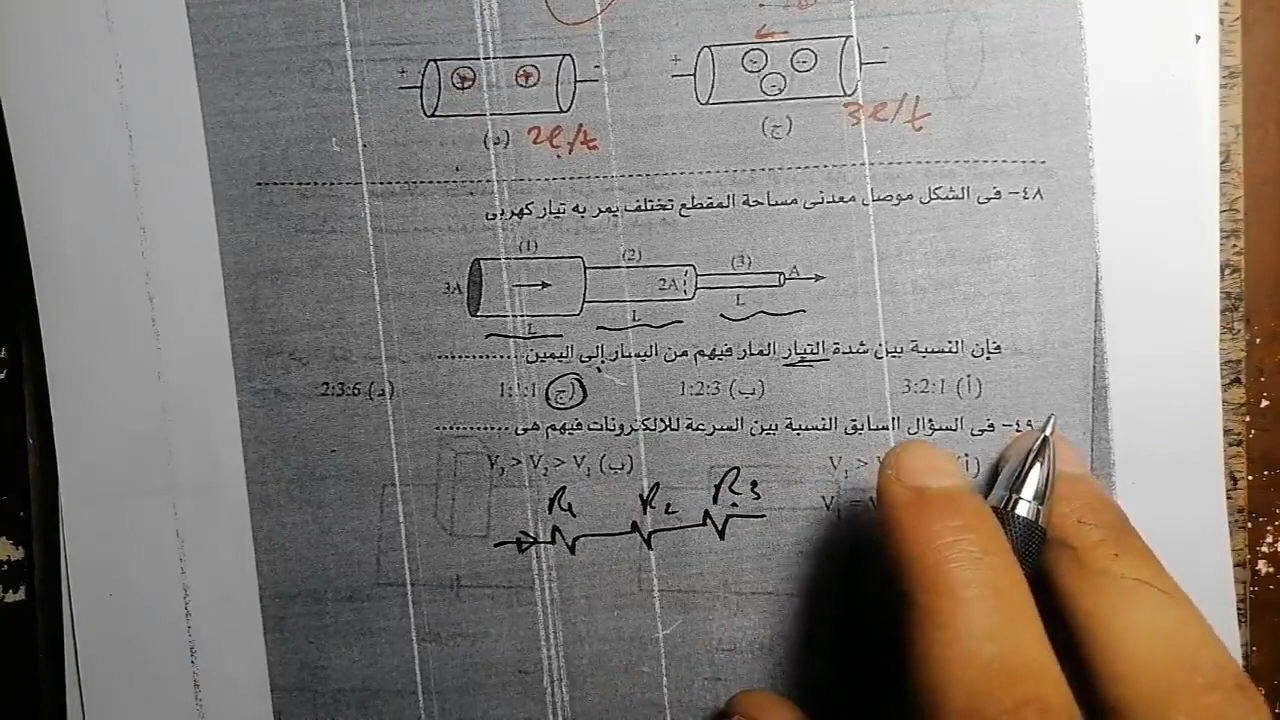 + - + -
(ج) 3e/t
(د) 2e/t
٤٨- فى الشكل موصل معدنى مساحة المقطع تختلف يمر به تيار كهربى
(1) (2) (3)
3A 2A A
L L L
فإن النسبة بين شدة التيار المار فيهم من اليسار إلى اليمين ............
(أ) 3:2:1 (ب) 1:2:3 (ج) 1:1:1 (د) 2:3:6
٤٩- فى السؤال السابق النسبة بين السرعة للالكترونات فيهم هى ...........
(أ) V₁ > (ب) V₃ > V₂ > V₁
R1 R2 R3